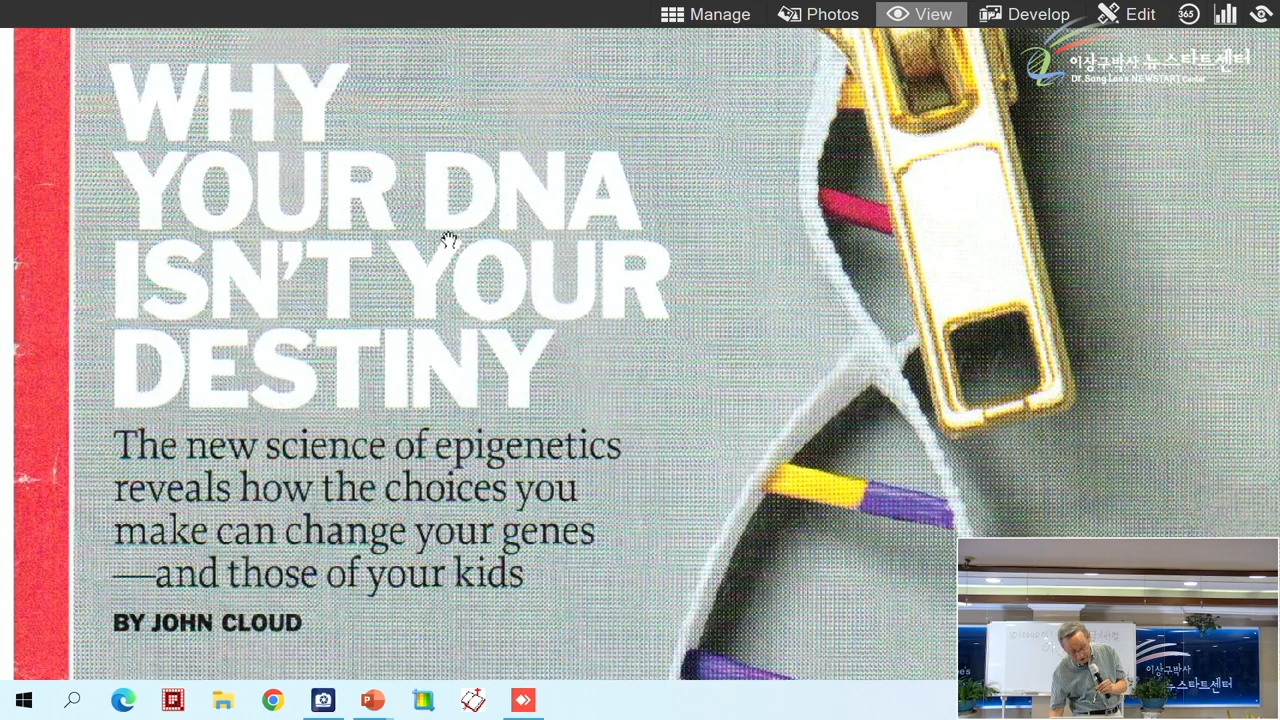 Manage Photos View Develop Edit 365
이상구박사 뉴스타트센터
Dr. Sang Lee's NEWSTART Center
WHY
YOUR DNA
ISN'T YOUR
DESTINY
The new science of epigenetics
reveals how the choices you
make can change your genes
—and those of your kids
BY JOHN CLOUD
이상구박사
뉴스타트센터